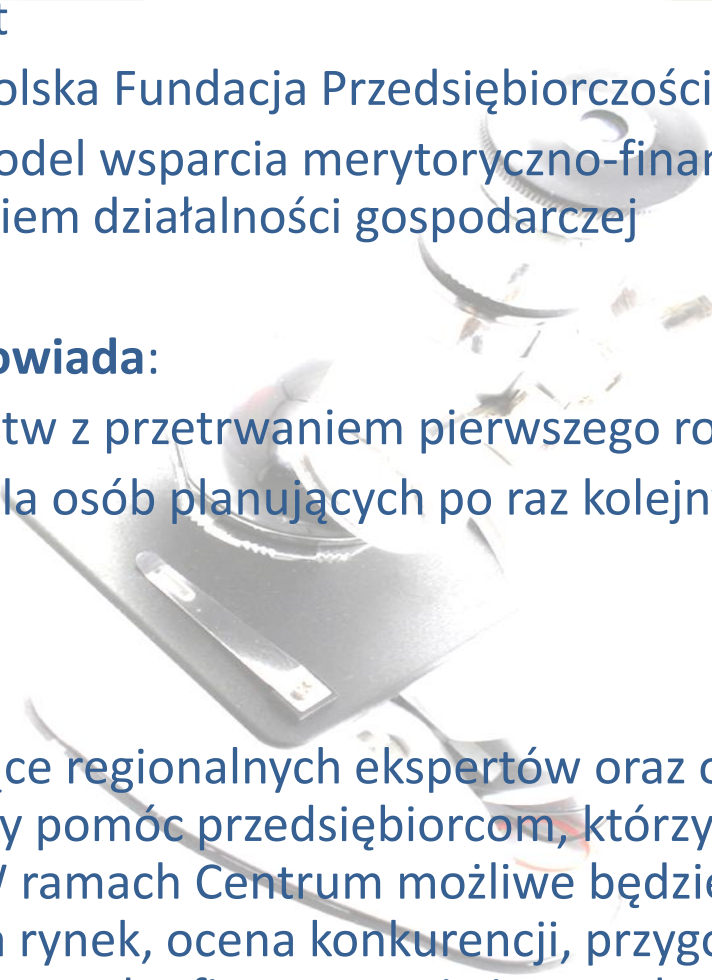 t
olska Fundacja Przedsiębiorczości
odel wsparcia merytoryczno-finan
iem działalności gospodarczej
owiada:
tw z przetrwaniem pierwszego ro
la osób planujących po raz kolejn
ące regionalnych ekspertów oraz o
y pomóc przedsiębiorcom, którzy
W ramach Centrum możliwe będzie
rynek, ocena konkurencji, przygo